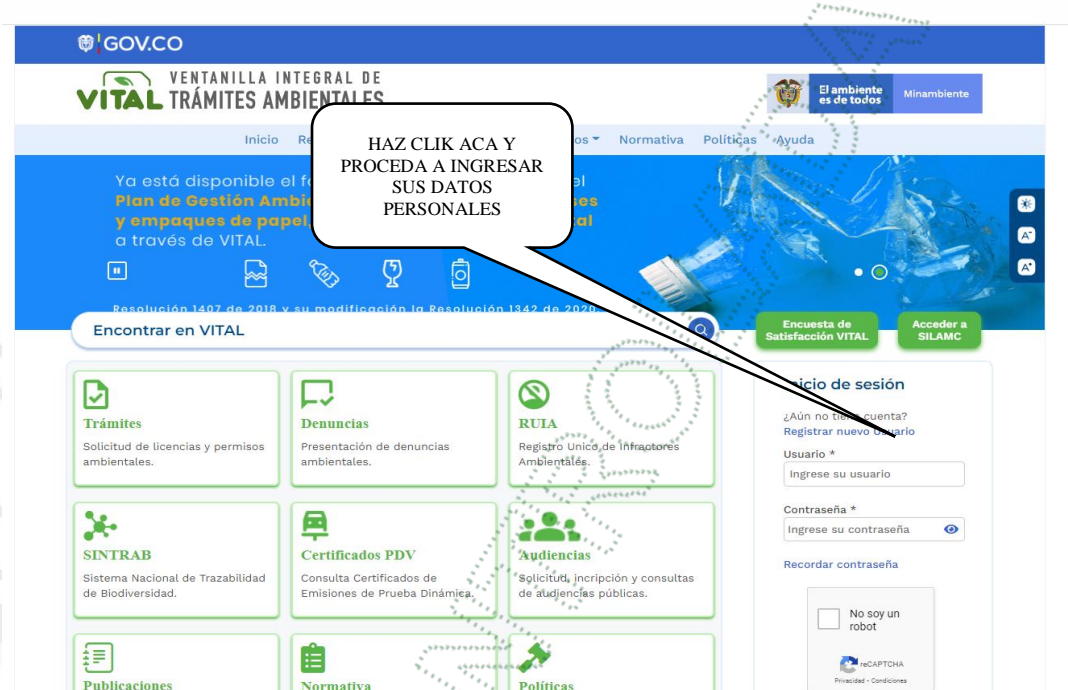 GOV.CO
VITAL
VENTANILLA INTEGRAL DE
TRÁMITES AMBIENTALES
El ambiente
es de todos
Minambiente
Inicio
Normativa
Políticas
Ayuda
HAZ CLIK ACA Y
PROCEDA A INGRESAR
SUS DATOS
PERSONALES
Ya está disponible el
Plan de Gestión
y empaques de
a través de VITAL.
Resolución 1407 de 2018 y su modificación la Resolución 1342 de 2020
A-
A+
Encontrar en VITAL
Encuesta de
Satisfacción VITAL
Acceder a
SILAMC
Trámites
Solicitud de licencias y permisos
ambientales.
Denuncias
Presentación de denuncias
ambientales.
RUIA
Registro Unico de Infractores
Ambientales.
SINTRAB
Sistema Nacional de Trazabilidad
de Biodiversidad.
Certificados PDV
Consulta Certificados de
Emisiones de Prueba Dinámica.
Audiencias
Solicitud, incripción y consultas
de audiencias públicas.
Publicaciones
Normativa
Políticas
Inicio de sesión
¿Aún no tiene cuenta?
Registrar nuevo usuario
Usuario *
Ingrese su usuario
Contraseña *
Ingrese su contraseña
Recordar contraseña
No soy un
robot
reCAPTCHA
Privacidad - Condiciones